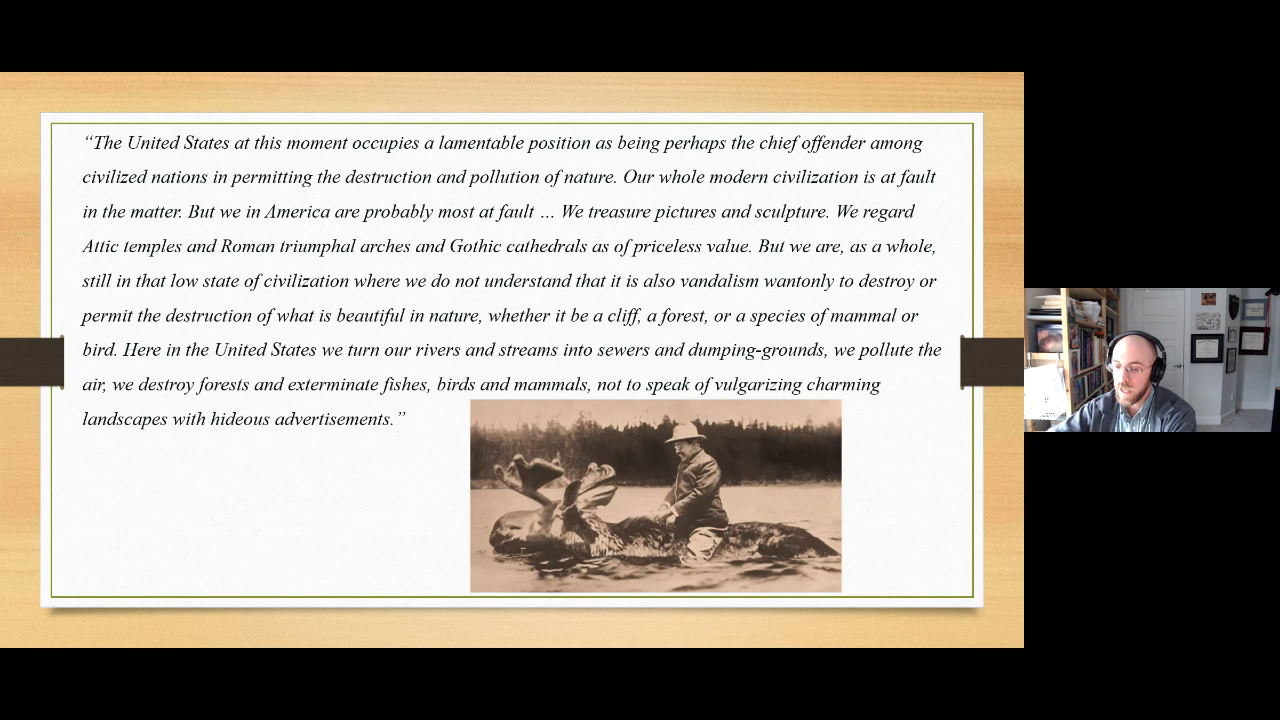 “The United States at this moment occupies a lamentable position as being perhaps the chief offender among
civilized nations in permitting the destruction and pollution of nature. Our whole modern civilization is at fault
in the matter. But we in America are probably most at fault … We treasure pictures and sculpture. We regard
Attic temples and Roman triumphal arches and Gothic cathedrals as of priceless value. But we are, as a whole,
still in that low state of civilization where we do not understand that it is also vandalism wantonly to destroy or
permit the destruction of what is beautiful in nature, whether it be a cliff, a forest, or a species of mammal or
bird. Here in the United States we turn our rivers and streams into sewers and dumping-grounds, we pollute the
air, we destroy forests and exterminate fishes, birds and mammals, not to speak of vulgarizing charming
landscapes with hideous advertisements.”